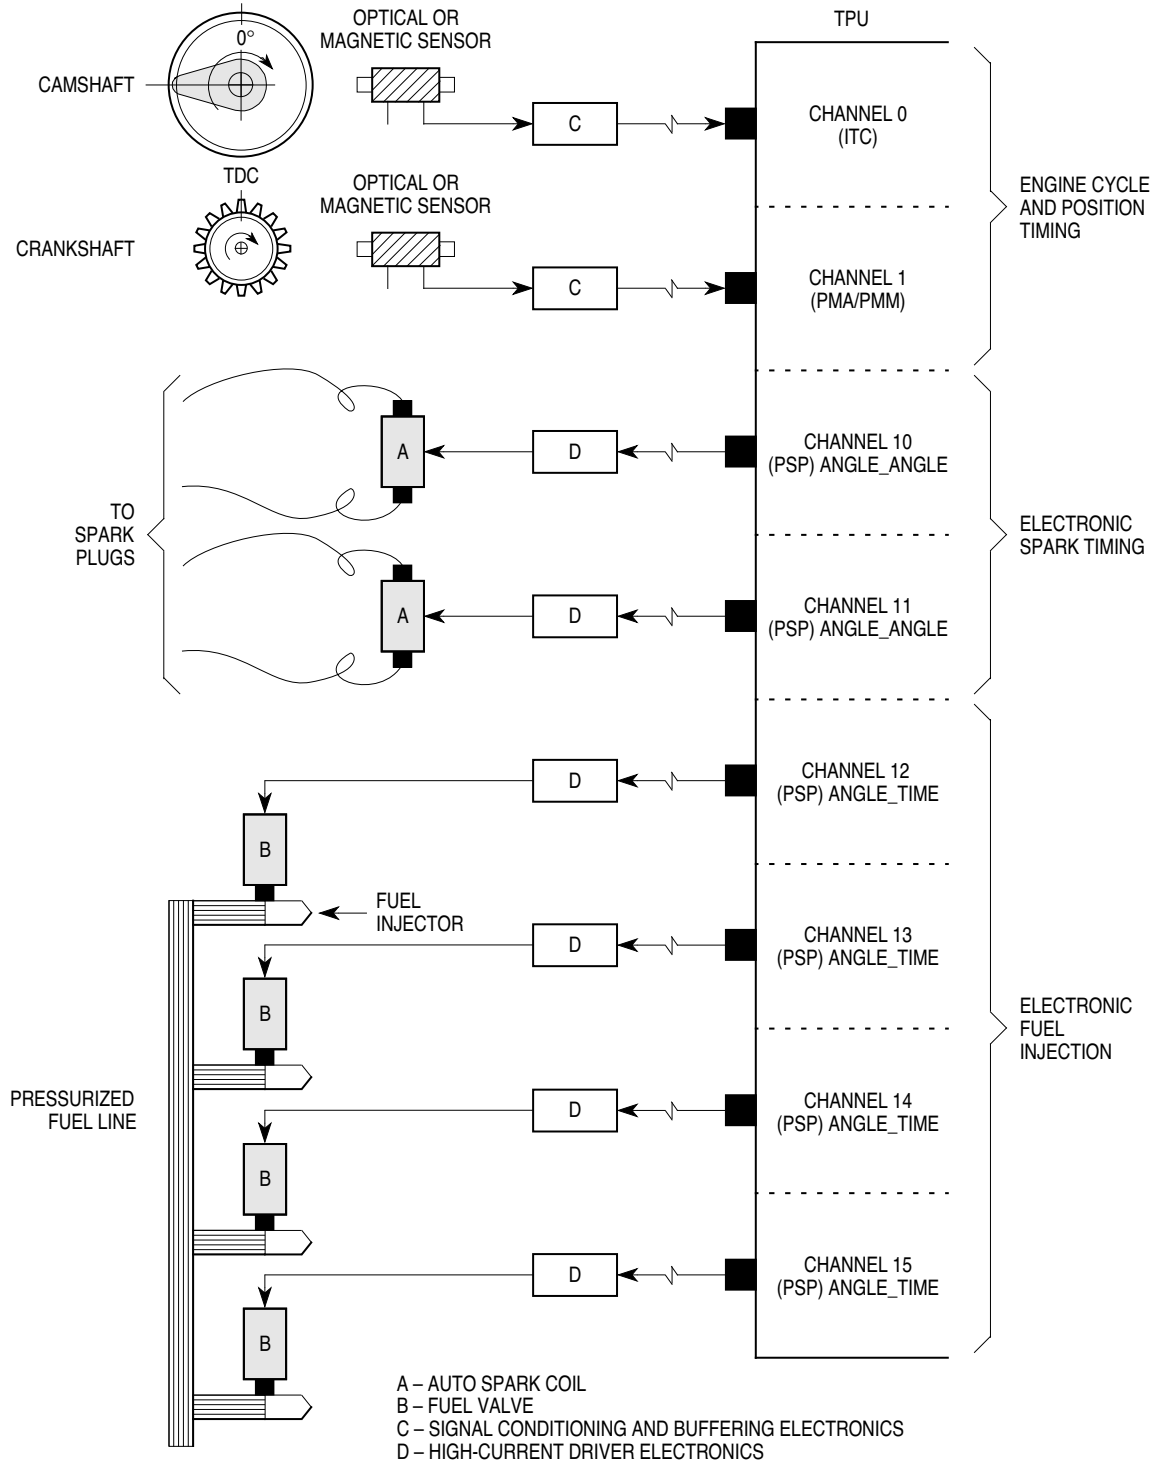 TPU
0°
CAMSHAFT
OPTICAL OR
MAGNETIC SENSOR
C
CHANNEL 0
(ITC)
TDC
CRANKSHAFT
OPTICAL OR
MAGNETIC SENSOR
C
CHANNEL 1
(PMA/PMM)
ENGINE CYCLE
AND POSITION
TIMING
TO
SPARK
PLUGS
A
D
CHANNEL 10
(PSP) ANGLE_ANGLE
A
D
CHANNEL 11
(PSP) ANGLE_ANGLE
ELECTRONIC
SPARK TIMING
B
D
CHANNEL 12
(PSP) ANGLE_TIME
FUEL
INJECTOR
B
D
CHANNEL 13
(PSP) ANGLE_TIME
PRESSURIZED
FUEL LINE
B
D
CHANNEL 14
(PSP) ANGLE_TIME
B
D
CHANNEL 15
(PSP) ANGLE_TIME
ELECTRONIC
FUEL
INJECTION
A – AUTO SPARK COIL
B – FUEL VALVE
C – SIGNAL CONDITIONING AND BUFFERING ELECTRONICS
D – HIGH-CURRENT DRIVER ELECTRONICS